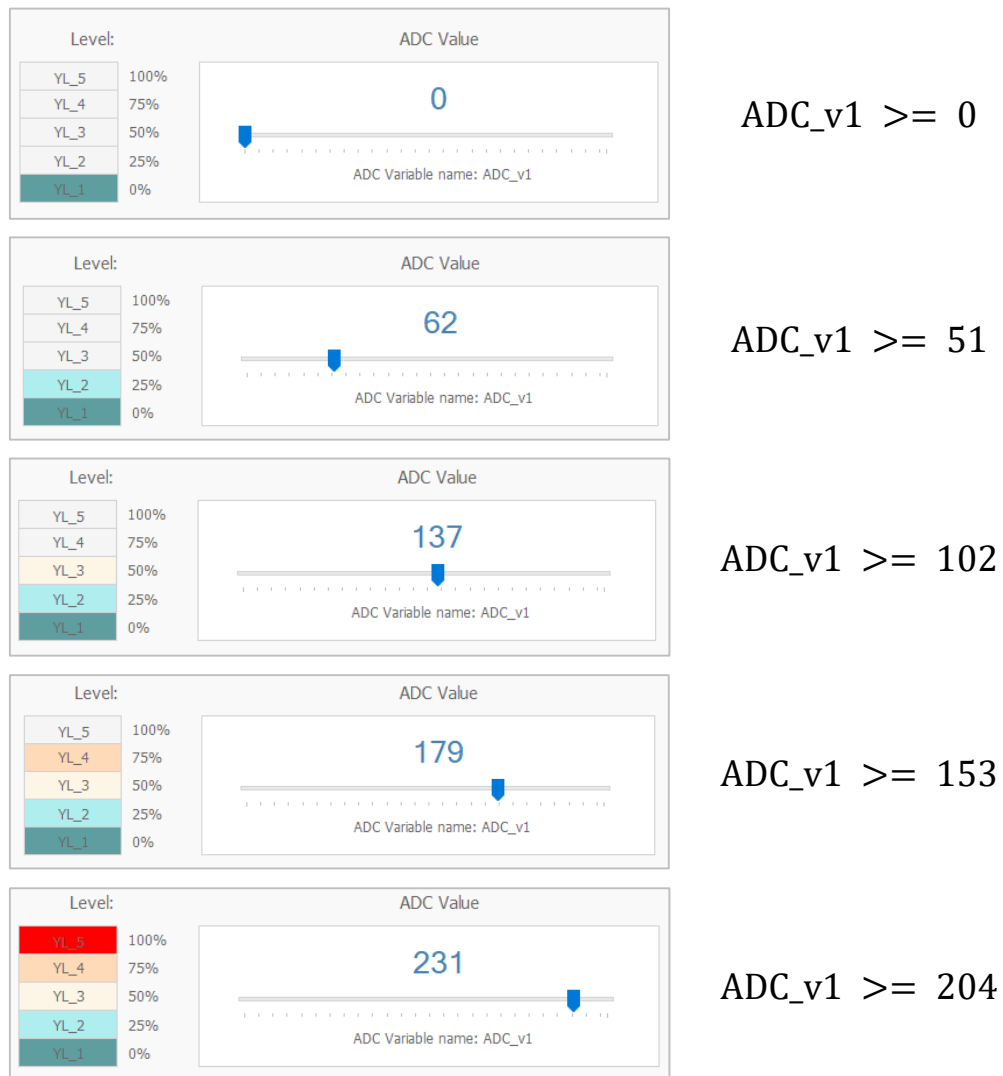 Level: ADC Value
YL_5 100%
YL_4 75%
YL_3 50%
YL_2 25%
YL_1 0%
0
ADC Variable name: ADC_v1
ADC_v1 >= 0
Level: ADC Value
YL_5 100%
YL_4 75%
YL_3 50%
YL_2 25%
YL_1 0%
62
ADC Variable name: ADC_v1
ADC_v1 >= 51
Level: ADC Value
YL_5 100%
YL_4 75%
YL_3 50%
YL_2 25%
YL_1 0%
137
ADC Variable name: ADC_v1
ADC_v1 >= 102
Level: ADC Value
YL_5 100%
YL_4 75%
YL_3 50%
YL_2 25%
YL_1 0%
179
ADC Variable name: ADC_v1
ADC_v1 >= 153
Level: ADC Value
YL_5 100%
YL_4 75%
YL_3 50%
YL_2 25%
YL_1 0%
231
ADC Variable name: ADC_v1
ADC_v1 >= 204